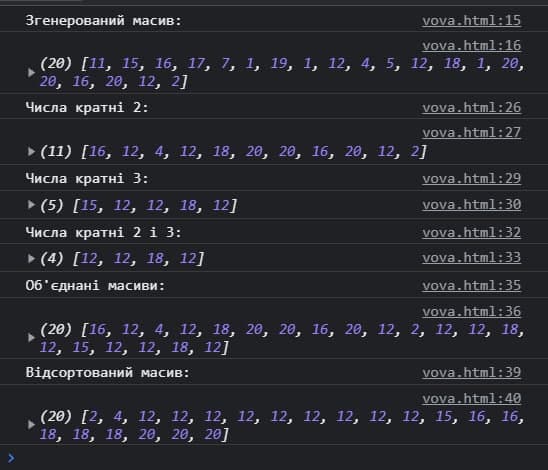 Згенерований масив: vova.html:15
vova.html:16
(20) [11, 15, 16, 17, 7, 1, 19, 1, 12, 4, 5, 12, 18, 1, 20,
20, 16, 20, 12, 2]
Числа кратні 2: vova.html:26
vova.html:27
(11) [16, 12, 4, 12, 18, 20, 20, 16, 20, 12, 2]
Числа кратні 3: vova.html:29
(5) [15, 12, 12, 18, 12] vova.html:30
Числа кратні 2 і 3: vova.html:32
(4) [12, 12, 18, 12] vova.html:33
Об'єднані масиви: vova.html:35
vova.html:36
(20) [16, 12, 4, 12, 18, 20, 20, 16, 20, 12, 2, 12, 12, 18,
12, 15, 12, 12, 18, 12]
Відсортований масив: vova.html:39
vova.html:40
(20) [2, 4, 12, 12, 12, 12, 12, 12, 12, 12, 12, 15, 16, 16,
18, 18, 18, 20, 20, 20]